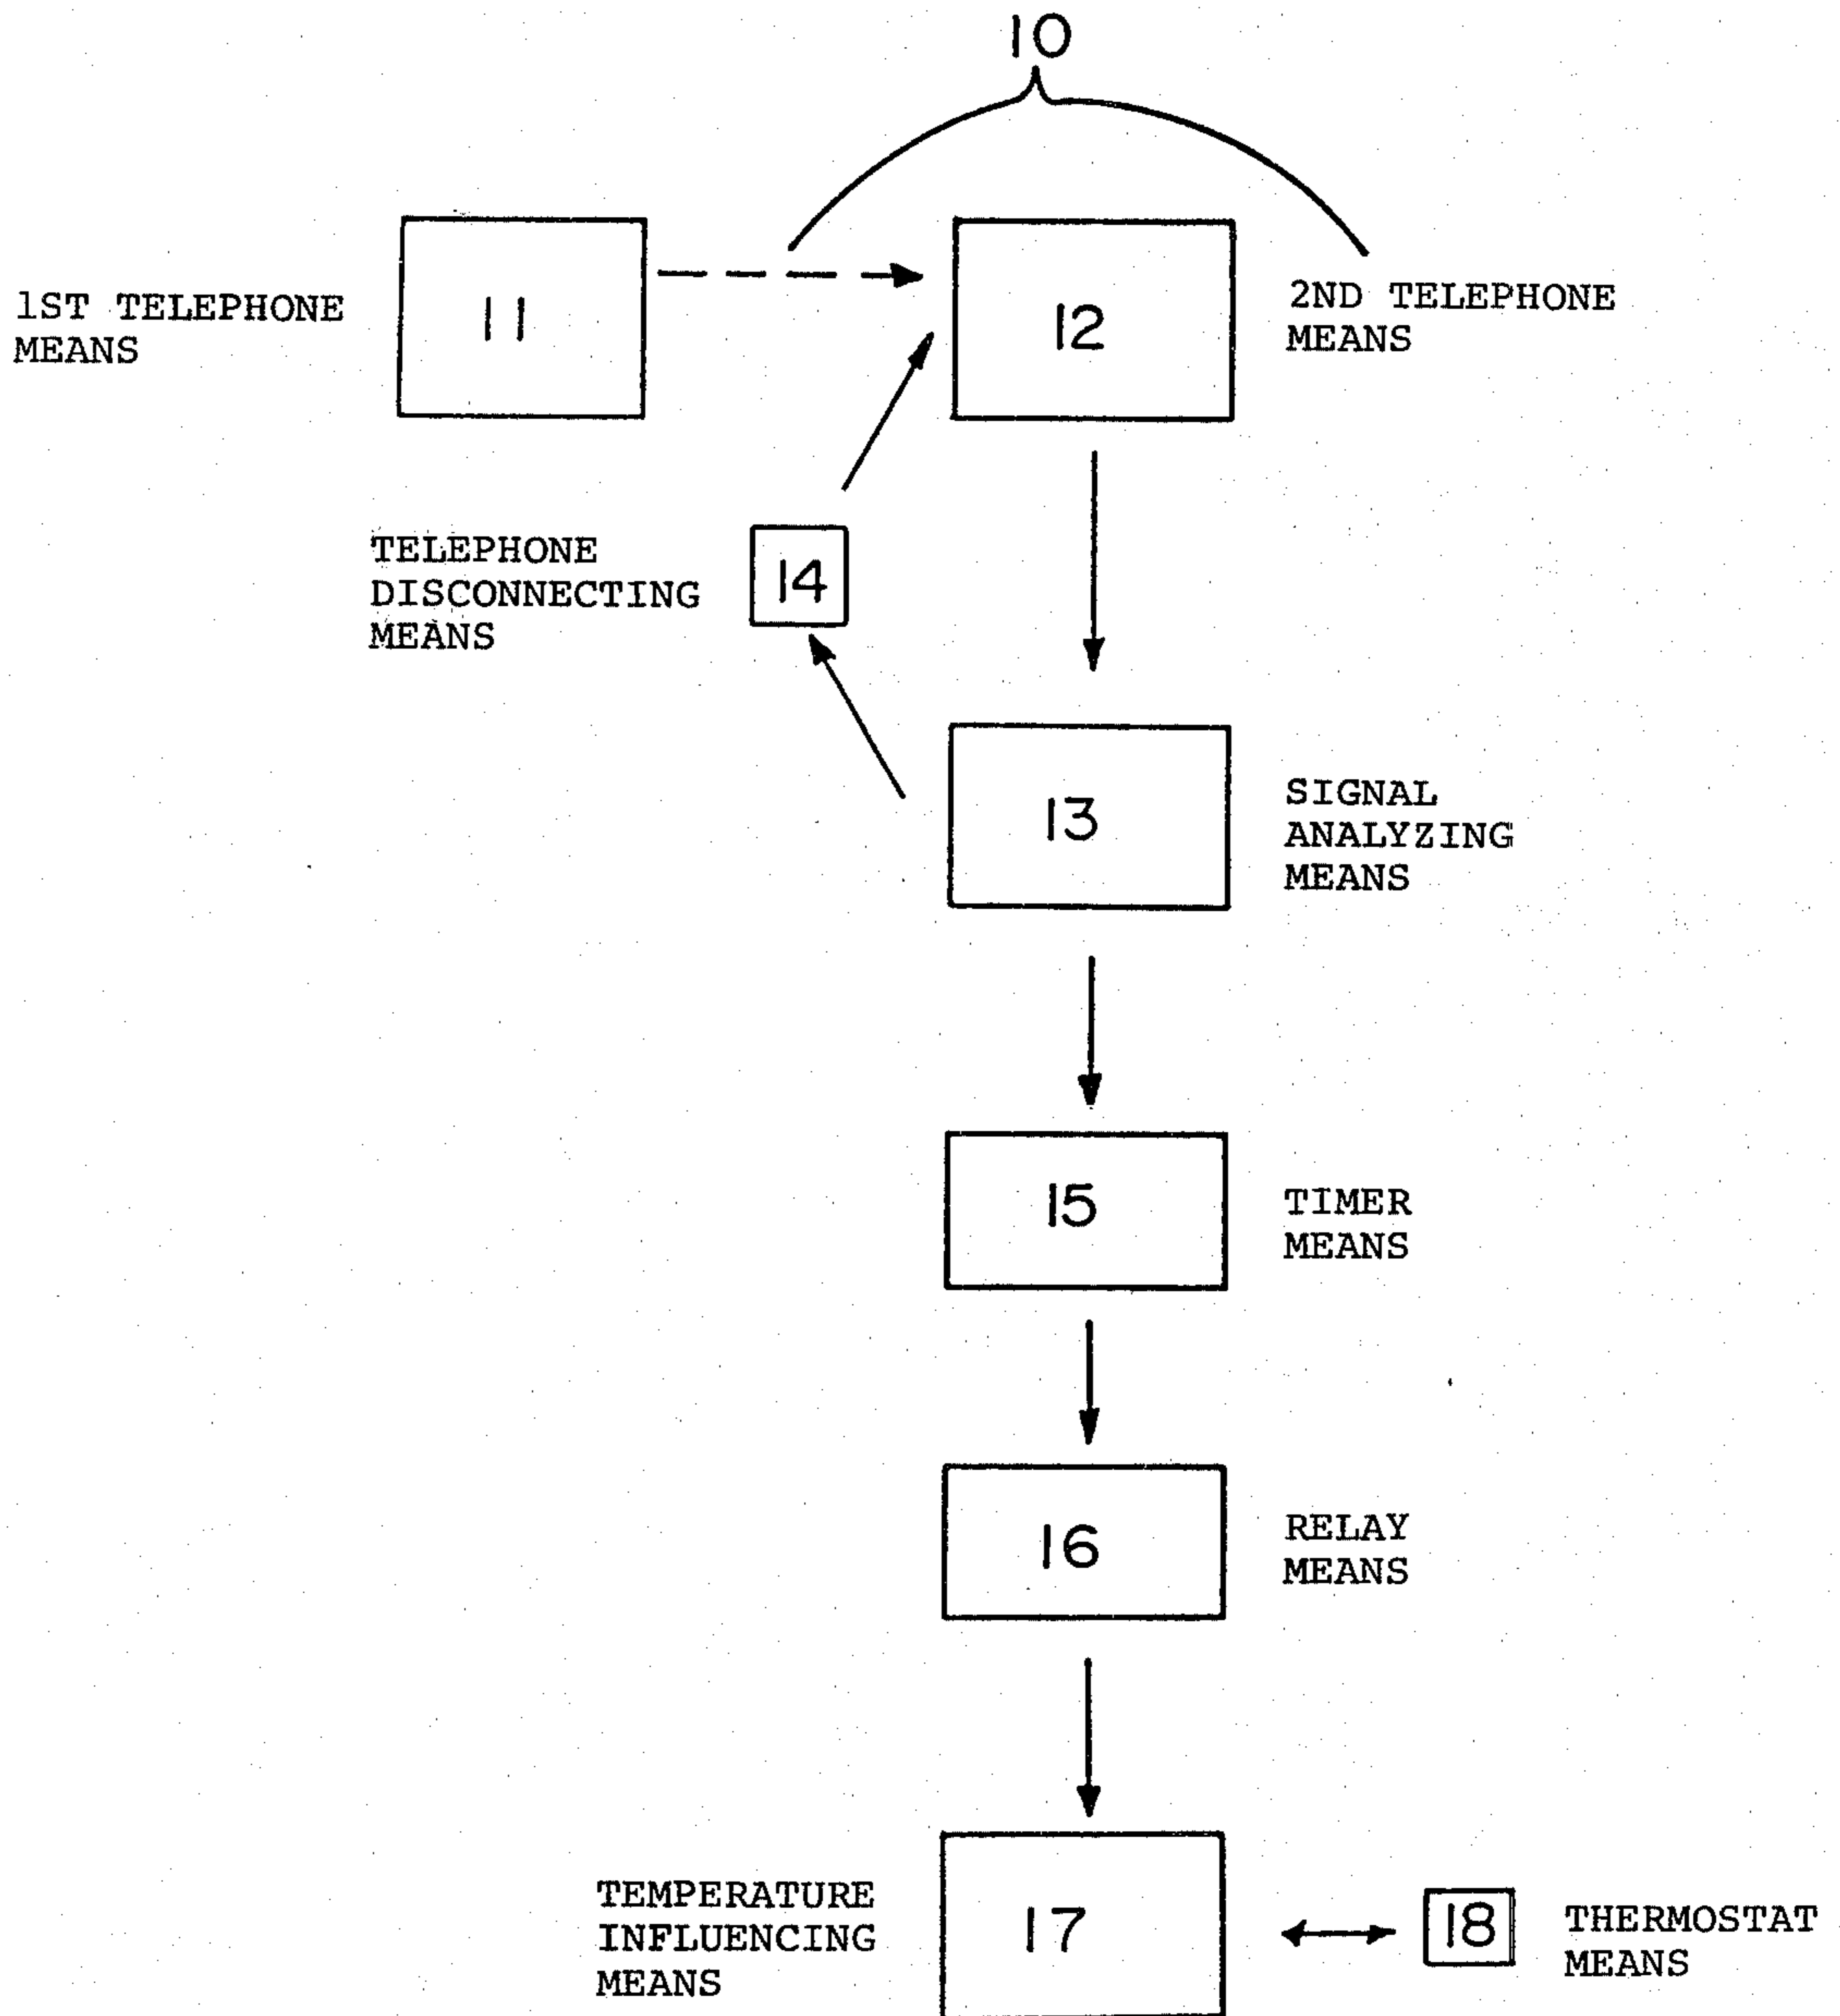 10
1ST TELEPHONE
MEANS
11
12
2ND TELEPHONE
MEANS
TELEPHONE
DISCONNECTING
MEANS
14
13
SIGNAL
ANALYZING
MEANS
15
TIMER
MEANS
16
RELAY
MEANS
TEMPERATURE
INFLUENCING
MEANS
17
18
THERMOSTAT
MEANS